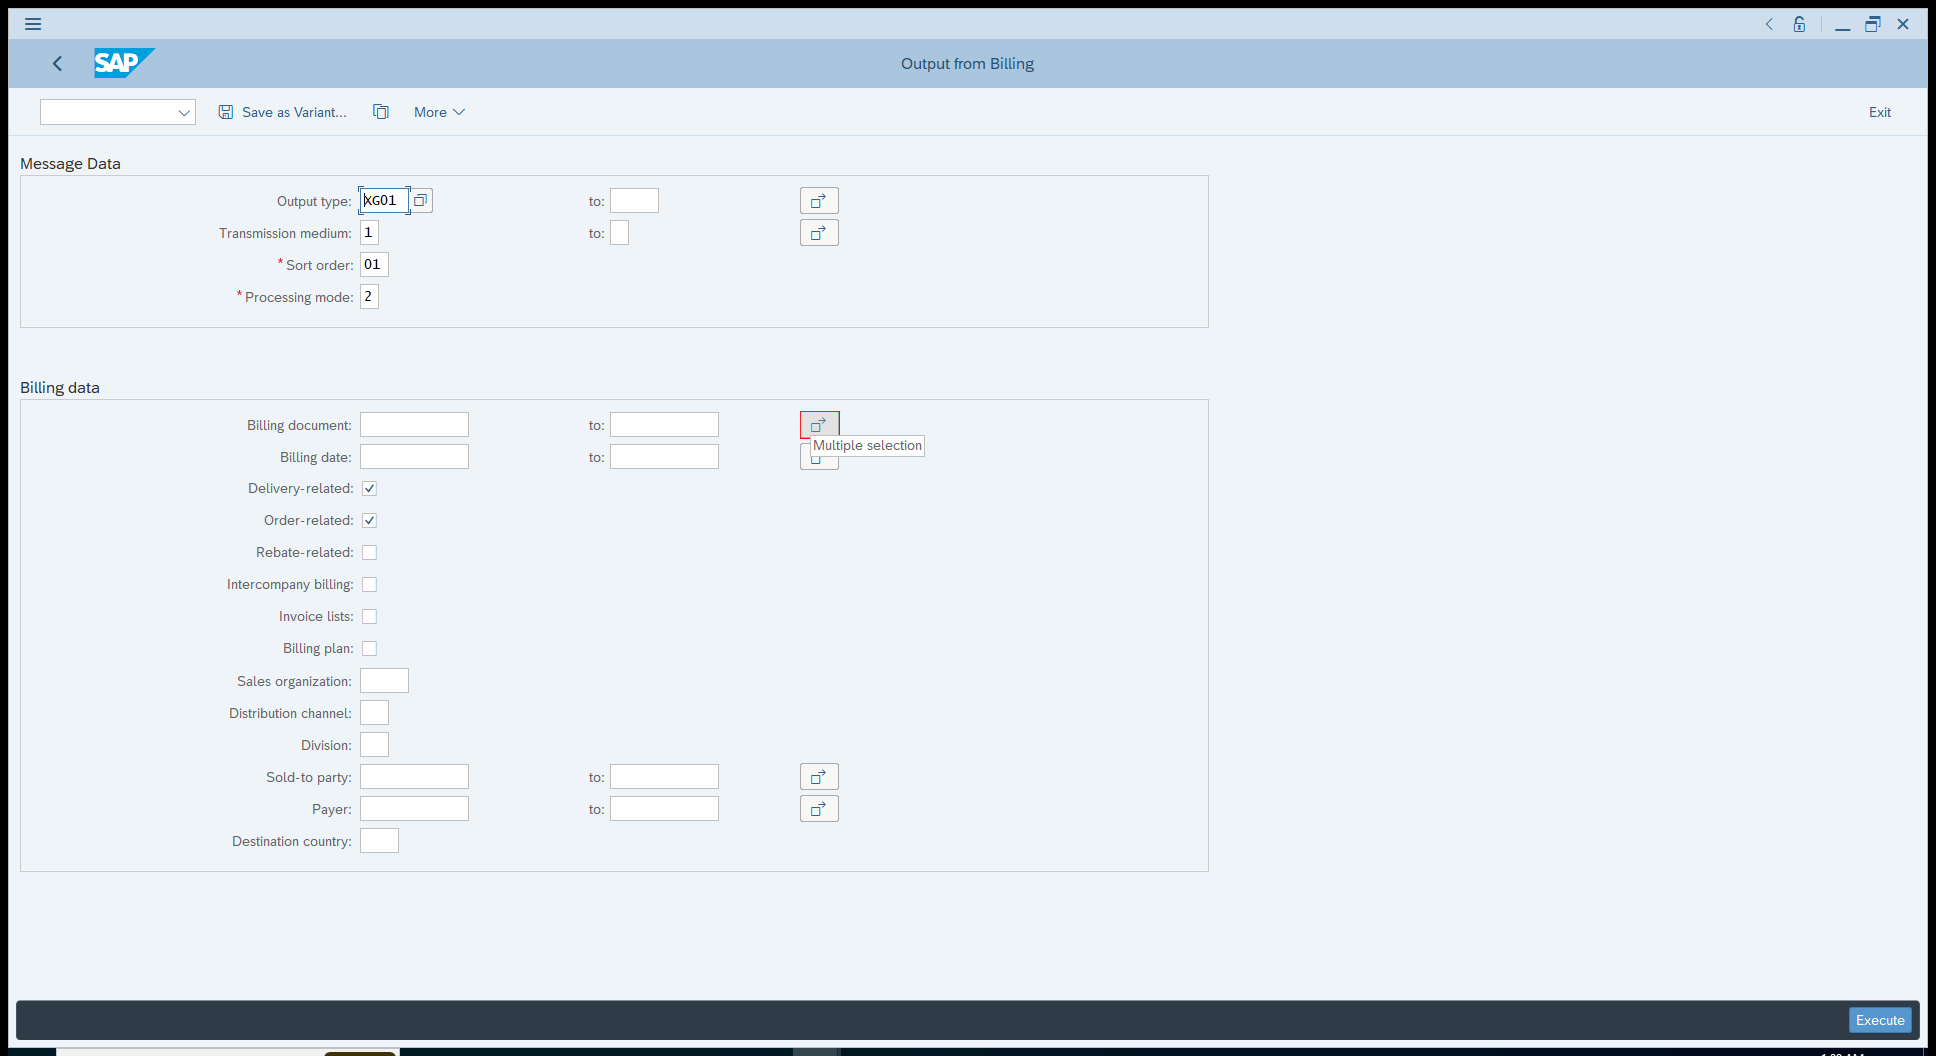 SAP
Output from Billing
Save as Variant...
More
Exit
Message Data
Output type: XG01 to:
Transmission medium: 1 to:
* Sort order: 01
* Processing mode: 2
Billing data
Billing document: to:
Multiple selection
Billing date: to:
Delivery-related:
Order-related:
Rebate-related:
Intercompany billing:
Invoice lists:
Billing plan:
Sales organization:
Distribution channel:
Division:
Sold-to party: to:
Payer: to:
Destination country:
Execute